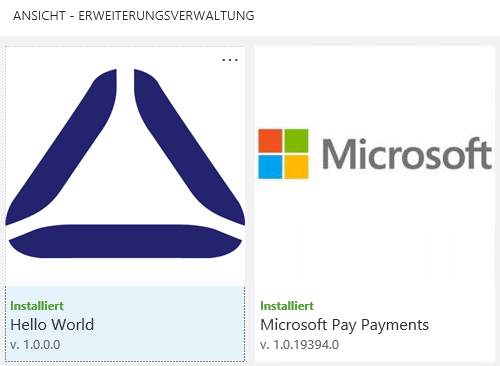 ANSICHT - ERWEITERUNGSVERWALTUNG
...
Microsoft
Installiert
Hello World
v. 1.0.0.0
Installiert
Microsoft Pay Payments
v. 1.0.19394.0